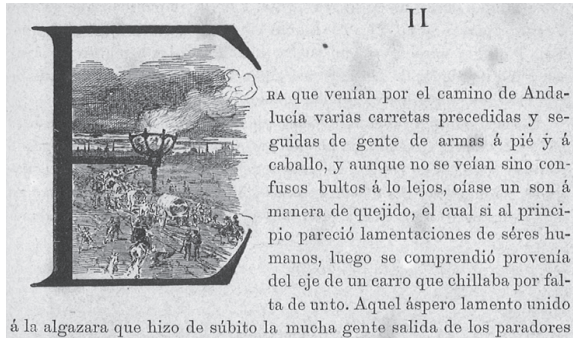 II
ERA que venían por el camino de Anda-
lucía varias carretas precedidas y se-
guidas de gente de armas á pié y á
caballo, y aunque no se veían sino con-
fusos bultos á lo lejos, oíase un son á
manera de quejido, el cual si al princi-
pio pareció lamentaciones de séres hu-
manos, luego se comprendió provenía
del eje de un carro que chillaba por fal-
ta de unto. Aquel áspero lamento unido
á la algazara que hizo de súbito la mucha gente salida de los paradores